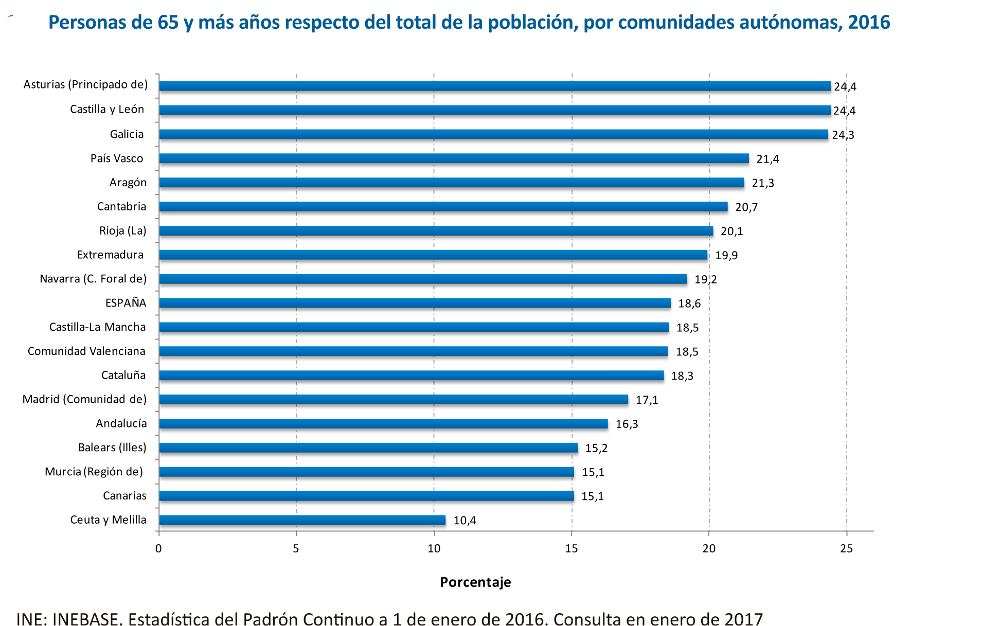 Personas de 65 y más años respecto del total de la población, por comunidades autónomas, 2016
Asturias (Principado de) 24,4
Castilla y León 24,4
Galicia 24,3
País Vasco 21,4
Aragón 21,3
Cantabria 20,7
Rioja (La) 20,1
Extremadura 19,9
Navarra (C. Foral de) 19,2
ESPAÑA 18,6
Castilla-La Mancha 18,5
Comunidad Valenciana 18,5
Cataluña 18,3
Madrid (Comunidad de) 17,1
Andalucía 16,3
Balears (Illes) 15,2
Murcia (Región de) 15,1
Canarias 15,1
Ceuta y Melilla 10,4
0 5 10 15 20 25
Porcentaje
INE: INEBASE. Estadística del Padrón Continuo a 1 de enero de 2016. Consulta en enero de 2017